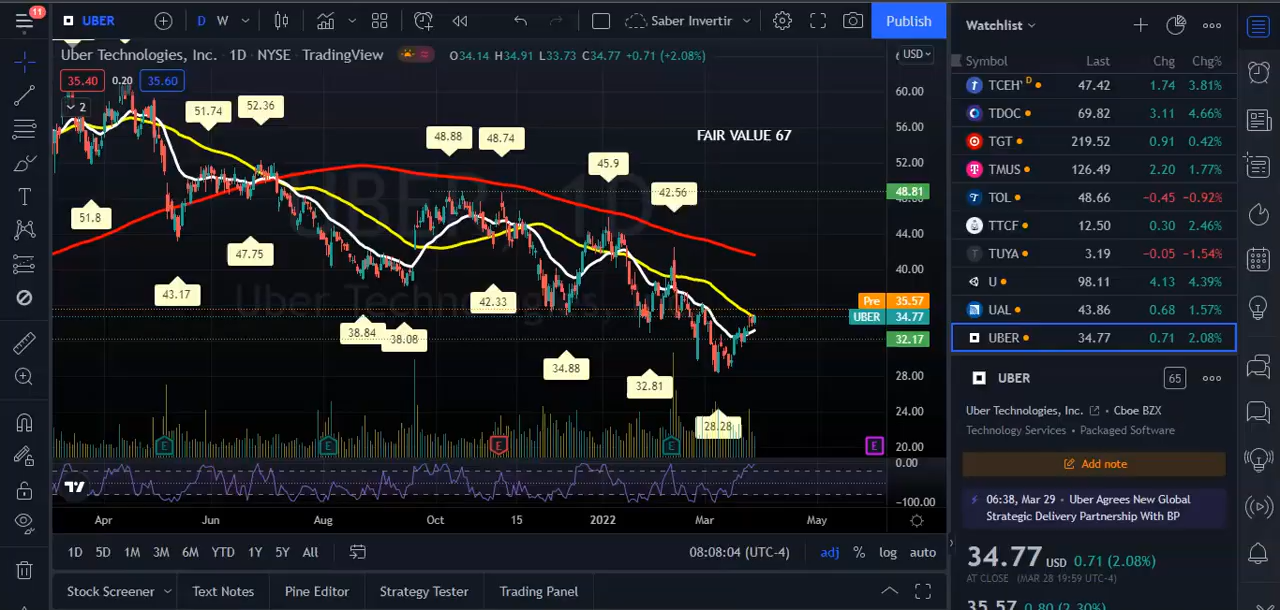 11
UBER
D W
Saber Invertir
Publish
Uber Technologies, Inc. · 1D · NYSE · TradingView
O34.14 H34.91 L33.73 C34.77 +0.71 (+2.08%)
USD
35.40 0.20 35.60
2
FAIR VALUE 67
51.74
52.36
48.88
48.74
45.9
42.56
51.8
47.75
43.17
38.84
38.08
42.33
34.88
32.81
28.28
UBER, 1D
Uber Technologies,
60.00
56.00
52.00
48.81
48.00
44.00
40.00
Pre 35.57
UBER 34.77
32.17
28.00
24.00
20.00
0.00
-100.00
E E E E E
Apr Jun Aug Oct 15 2022 Mar May
1D 5D 1M 3M 6M YTD 1Y 5Y All
08:08:04 (UTC-4)
adj % log auto
Stock Screener
Text Notes
Pine Editor
Strategy Tester
Trading Panel
Watchlist
Symbol Last Chg Chg%
TCEHY D 47.42 1.74 3.81%
TDOC 69.82 3.11 4.66%
TGT 219.52 0.91 0.42%
TMUS 126.49 2.20 1.77%
TOL 48.66 −0.45 −0.92%
TTCF 12.50 0.30 2.46%
TUYA 3.19 −0.05 −1.54%
U 98.11 4.13 4.39%
UAL 43.86 0.68 1.57%
UBER 34.77 0.71 2.08%
UBER
65
Uber Technologies, Inc. • Cboe BZX
Technology Services • Packaged Software
Add note
06:38, Mar 29 • Uber Agrees New Global
Strategic Delivery Partnership With BP
34.77 USD 0.71 (2.08%)
AT CLOSE (MAR 28 19:59 UTC-4)
35.57 0.80 (2.30%)